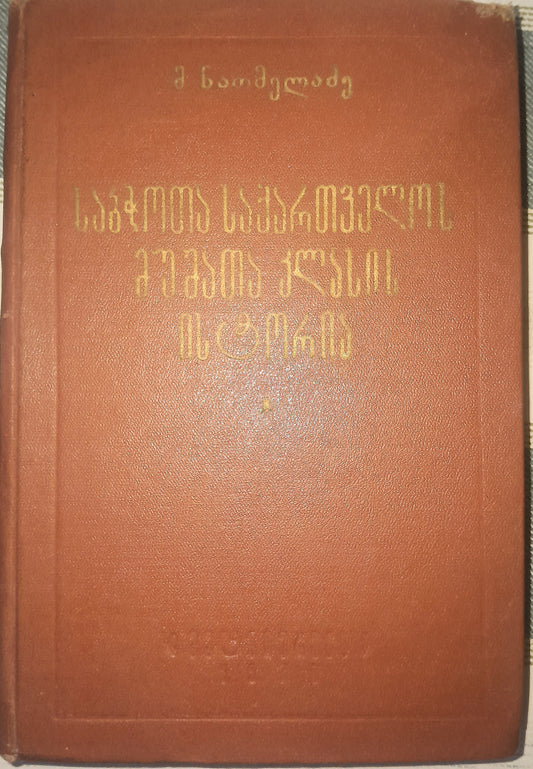 მ ნათმელაძე
საბჭოთა საქართველოს
მუშათა კლასის
ისტორია